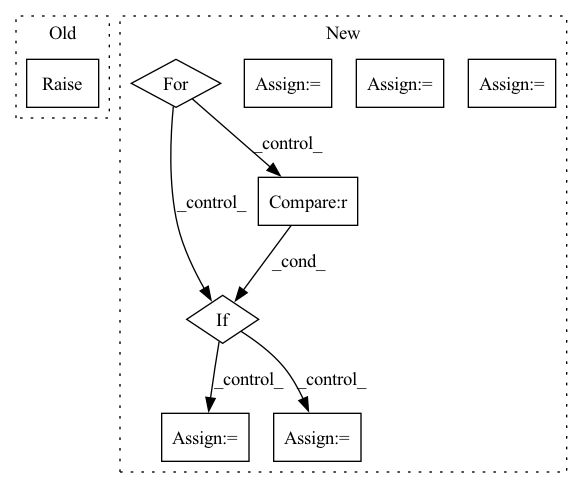 Old
New
Raise
For
Assign:=
Assign:=
Assign:=
_control_
_control_
Compare:r
_cond_
If
_control_
_control_
Assign:=
Assign:=